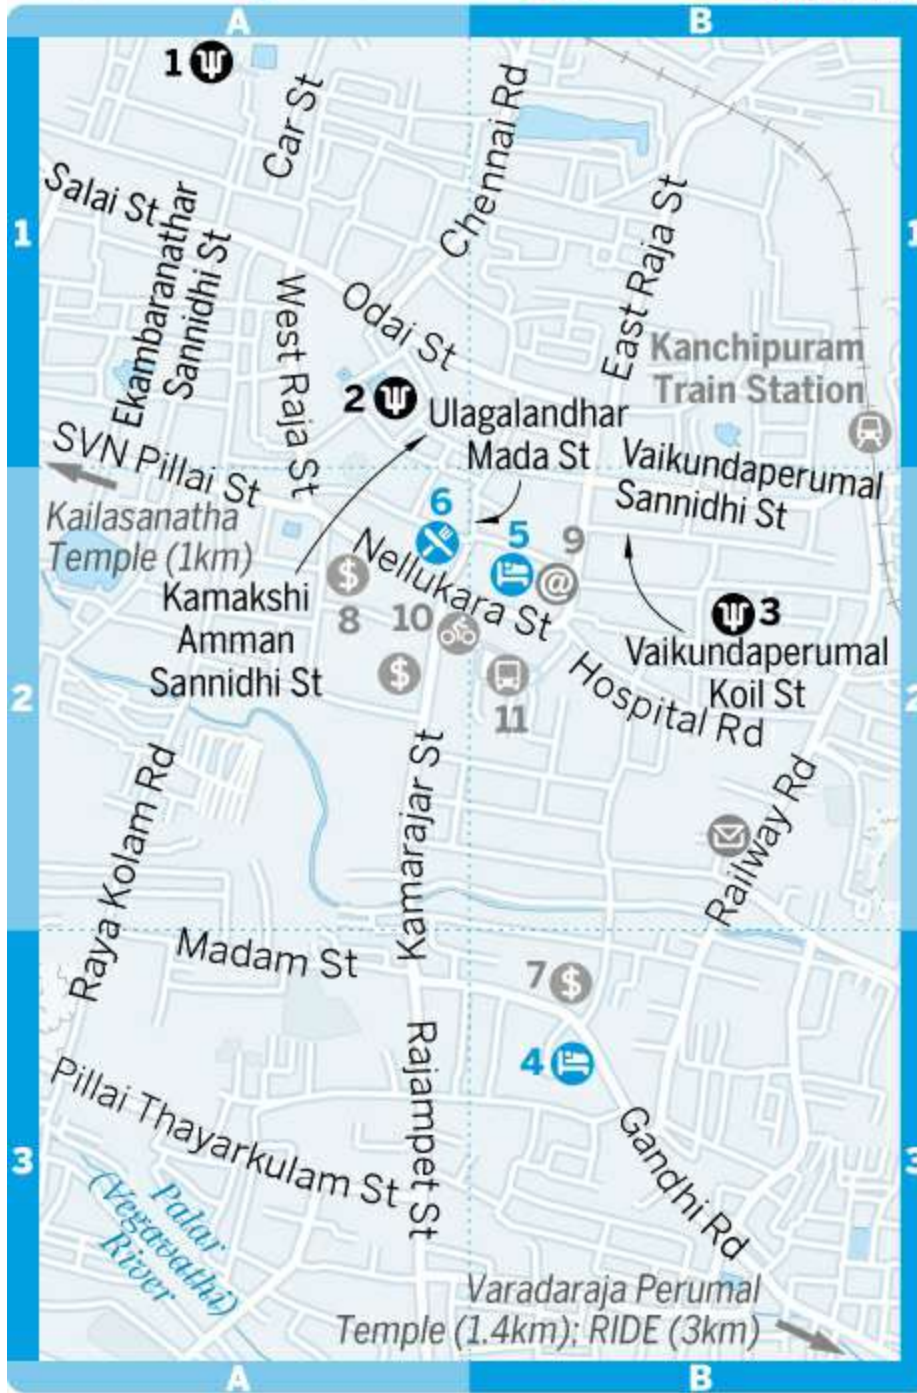 A
B
1
Car St
Chennai Rd
Salai St
1
1
Ekambaranathar
Sannidhi St
West Raja St
Odai St
East Raja St
Kanchipuram
Train Station
2
Ulagalandhar
Mada St
SVN Pillai St
Vaikundaperumal
Sannidhi St
Kailasanatha
Temple (1km)
6
5
9
@
Nellukara St
$
8
10
Kamakshi
Amman
Sannidhi St
$
11
3
Vaikundaperumal
Koil St
Hospital Rd
2
2
Kamarajar St
Raya Kolam Rd
Railway Rd
Madam St
7
$
4
Rajampet St
Pillai Thayarkulam St
Gandhi Rd
3
3
Palar
(Vegavathi)
River
Varadaraja Perumal
Temple (1.4km); RIDE (3km)
A
B